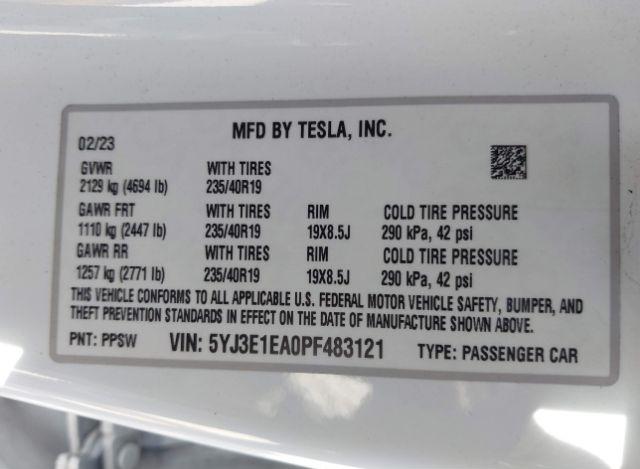 MFD BY TESLA, INC.
02/23
GVWR WITH TIRES
2129 kg (4694 lb) 235/40R19
GAWR FRT WITH TIRES RIM COLD TIRE PRESSURE
1110 kg (2447 lb) 235/40R19 19X8.5J 290 kPa, 42 psi
GAWR RR WITH TIRES RIM COLD TIRE PRESSURE
1257 kg (2771 lb) 235/40R19 19X8.5J 290 kPa, 42 psi
THIS VEHICLE CONFORMS TO ALL APPLICABLE U.S. FEDERAL MOTOR VEHICLE SAFETY, BUMPER, AND
THEFT PREVENTION STANDARDS IN EFFECT ON THE DATE OF MANUFACTURE SHOWN ABOVE.
PNT: PPSW VIN: 5YJ3E1EA0PF483121 TYPE: PASSENGER CAR